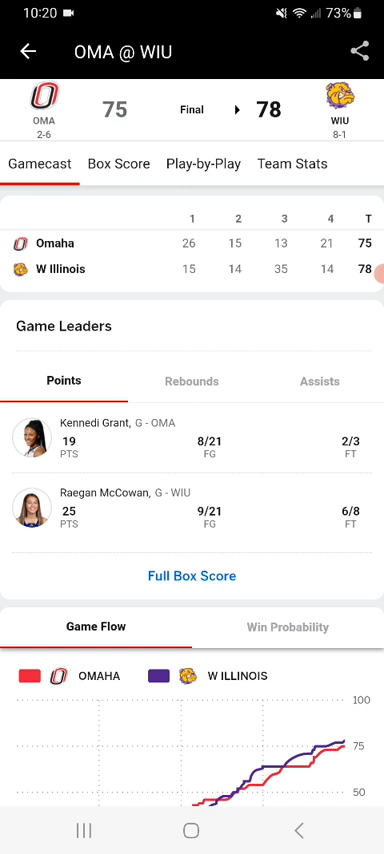 10:20 73%
OMA @ WIU
75 Final 78
OMA WIU
2-6 8-1
Gamecast Box Score Play-by-Play Team Stats
1 2 3 4 T
Omaha 26 15 13 21 75
W Illinois 15 14 35 14 78
Game Leaders
Points Rebounds Assists
Kennedi Grant, G - OMA
19 8/21 2/3
PTS FG FT
Raegan McCowan, G - WIU
25 9/21 6/8
PTS FG FT
Full Box Score
Game Flow Win Probability
OMAHA W ILLINOIS
100
75
50